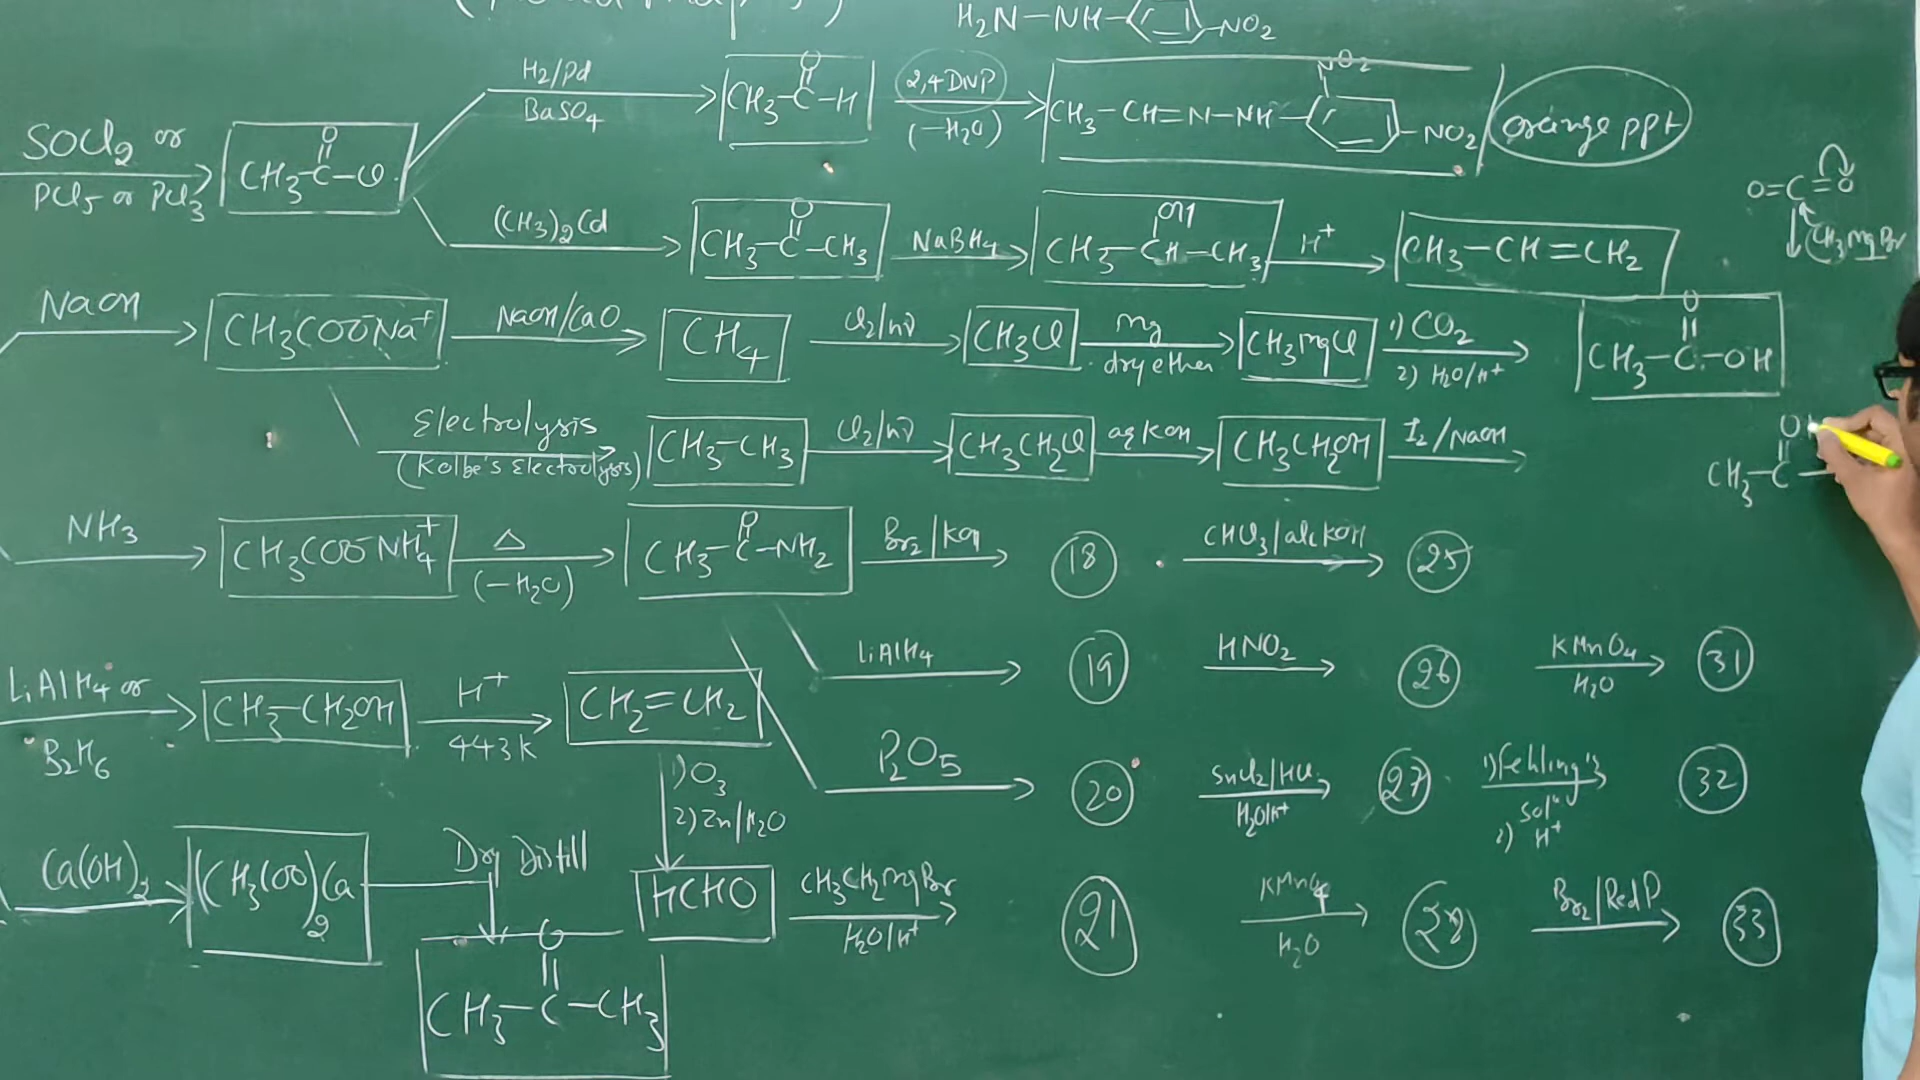 H₂N-NH- -NO₂
SOCl₂ or
PCl₅ or PCl₃
O
CH₃-C-Cl
H₂/Pd
BaSO₄
O
CH₃-C-H
2,4 DNP
(-H₂O)
NO₂
CH₃-CH=N-NH- -NO₂
orange ppt
(CH₃)₂Cd
O
CH₃-C-CH₃
NaBH₄
OH
CH₃-CH-CH₃
H⁺
CH₃-CH=CH₂
O=C=O
CH₃MgBr
NaOH
CH₃COO⁻Na⁺
NaOH/CaO
CH₄
Cl₂/hν
CH₃Cl
Mg
dry ether
CH₃MgCl
1) CO₂
2) H₂O/H⁺
O
CH₃-C-OH
Electrolysis
(Kolbe's Electrolysis)
CH₃-CH₃
Cl₂/hν
CH₃CH₂Cl
aq KOH
CH₃CH₂OH
I₂/NaOH
O
CH₃-C-
NH₃
CH₃COO⁻NH₄⁺
△
(-H₂O)
O
CH₃-C-NH₂
Br₂/KOH
18
CHCl₃/alc KOH
25
LiAlH₄
19
HNO₂
26
KMnO₄
H₂O
31
LiAlH₄ or
B₂H₆
CH₃-CH₂OH
H⁺
443K
CH₂=CH₂
P₂O₅
20
SnCl₂/HCl
H₂O/H⁺
27
1) Fehling's
Solⁿ
2) H⁺
32
1) O₃
2) Zn/H₂O
Ca(OH)₂
(CH₃COO)₂Ca
Dry Distill
O
CH₃-C-CH₃
HCHO
CH₃CH₂MgBr
H₂O/H⁺
21
KMnO₄
H₂O
28
Br₂/Red P
33